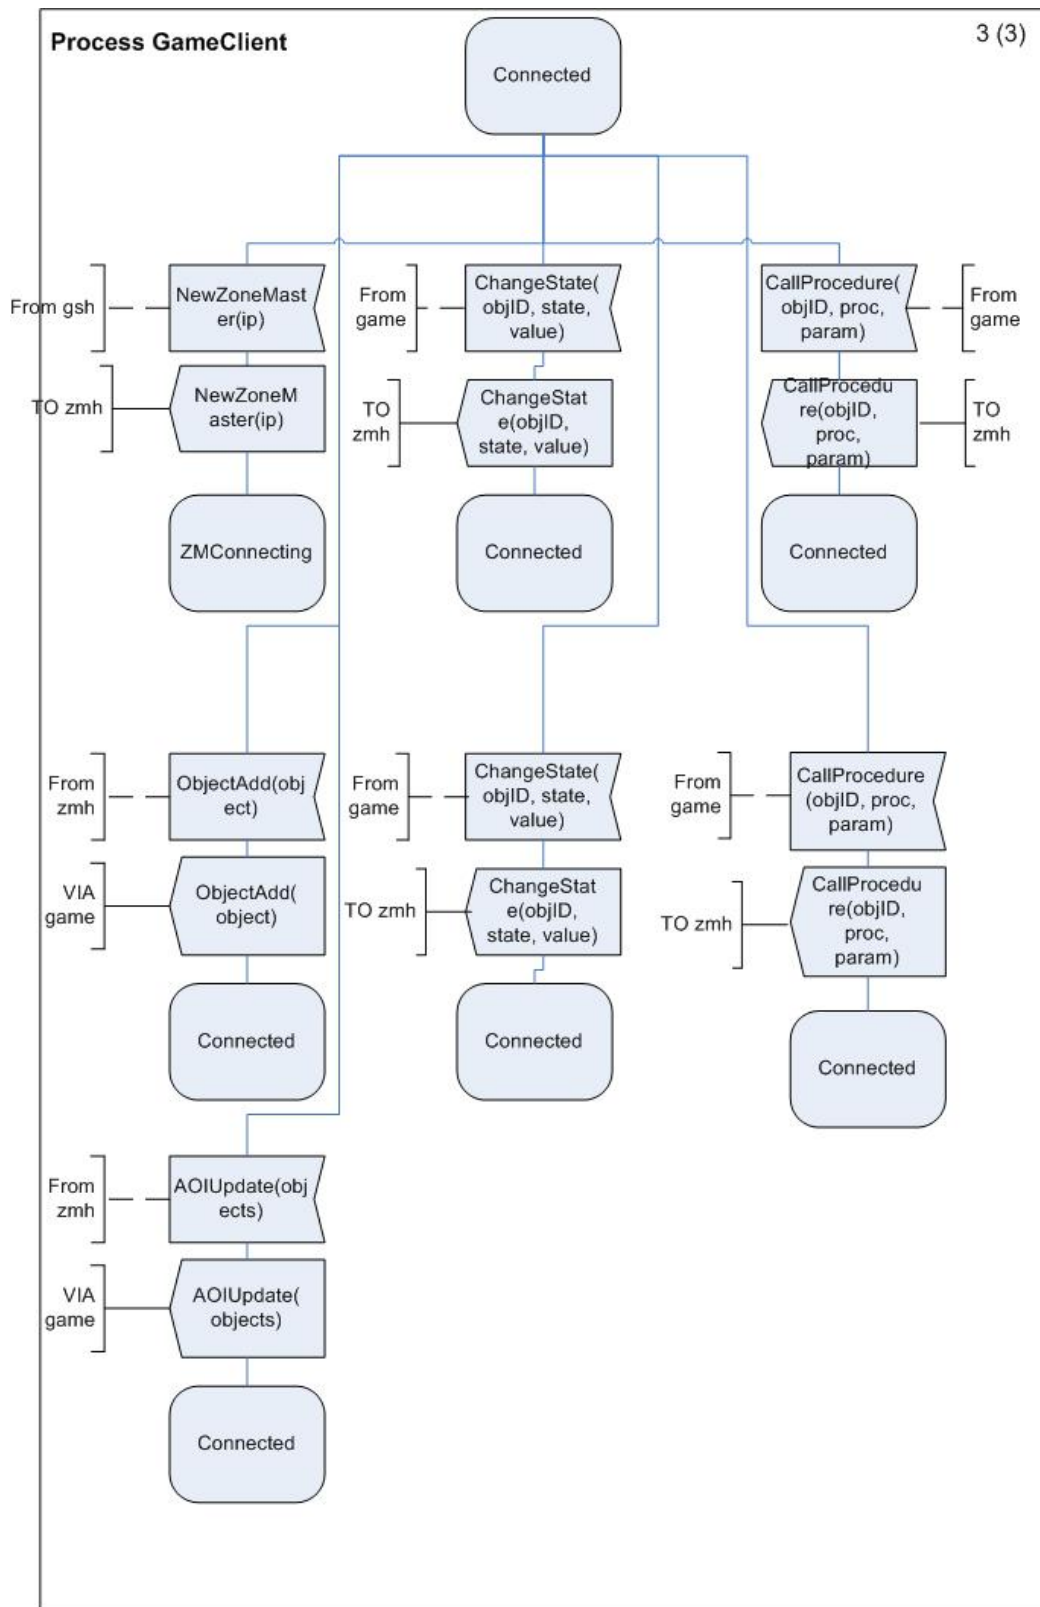 Process GameClient
3 (3)
Connected
From gsh
NewZoneMast
er(ip)
From
game
ChangeState(
objID, state,
value)
CallProcedure(
objID, proc,
param)
From
game
TO zmh
NewZoneM
aster(ip)
TO
zmh
ChangeStat
e(objID,
state, value)
CallProcedu
re(objID,
proc,
param)
TO
zmh
ZMConnecting
Connected
Connected
From
zmh
ObjectAdd(obj
ect)
From
game
ChangeState(
objID, state,
value)
From
game
CallProcedure
(objID, proc,
param)
VIA
game
ObjectAdd(
object)
TO zmh
ChangeStat
e(objID,
state, value)
TO zmh
CallProcedu
re(objID,
proc,
param)
Connected
Connected
Connected
From
zmh
AOIUpdate(obj
ects)
VIA
game
AOIUpdate(
objects)
Connected